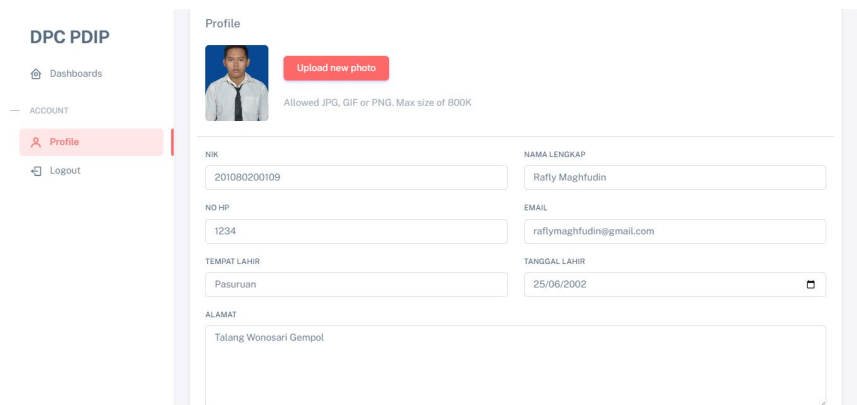 DPC PDIP
Dashboards
ACCOUNT
Profile
Logout
Profile
Upload new photo
Allowed JPG, GIF or PNG. Max size of 800K
NIK
201080200109
NAMA LENGKAP
Rafly Maghfudin
NO HP
1234
EMAIL
raflymaghfudin@gmail.com
TEMPAT LAHIR
Pasuruan
TANGGAL LAHIR
25/06/2002
ALAMAT
Talang Wonosari Gempol